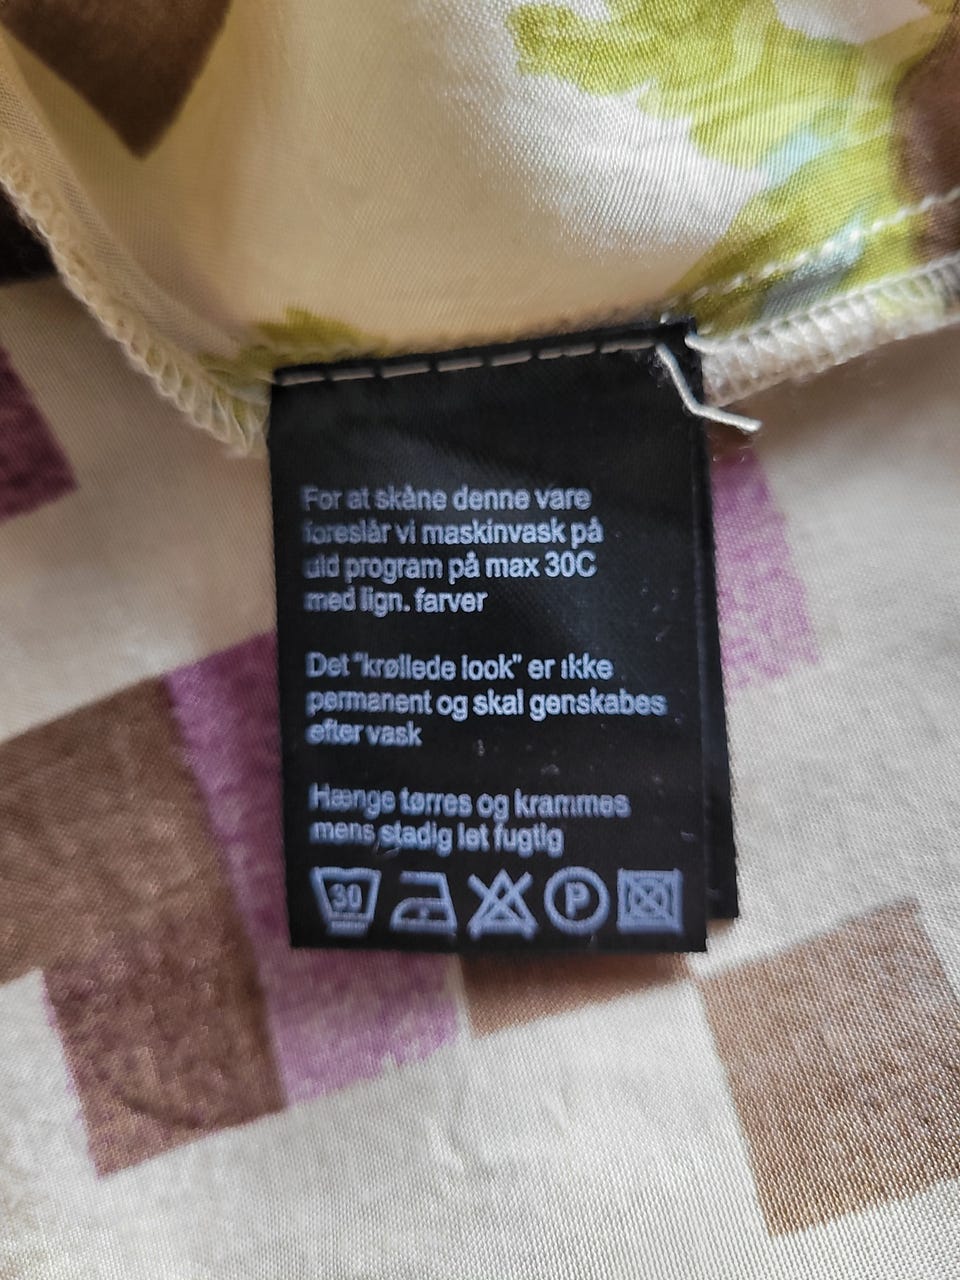 For at skåne denne vare
foreslår vi maskinvask på
uld program på max 30C
med lign. farver
Det "krøllede look" er ikke
permanent og skal genskabes
efter vask
Hænge tørres og krammes
mens stadig let fugtig
30 P